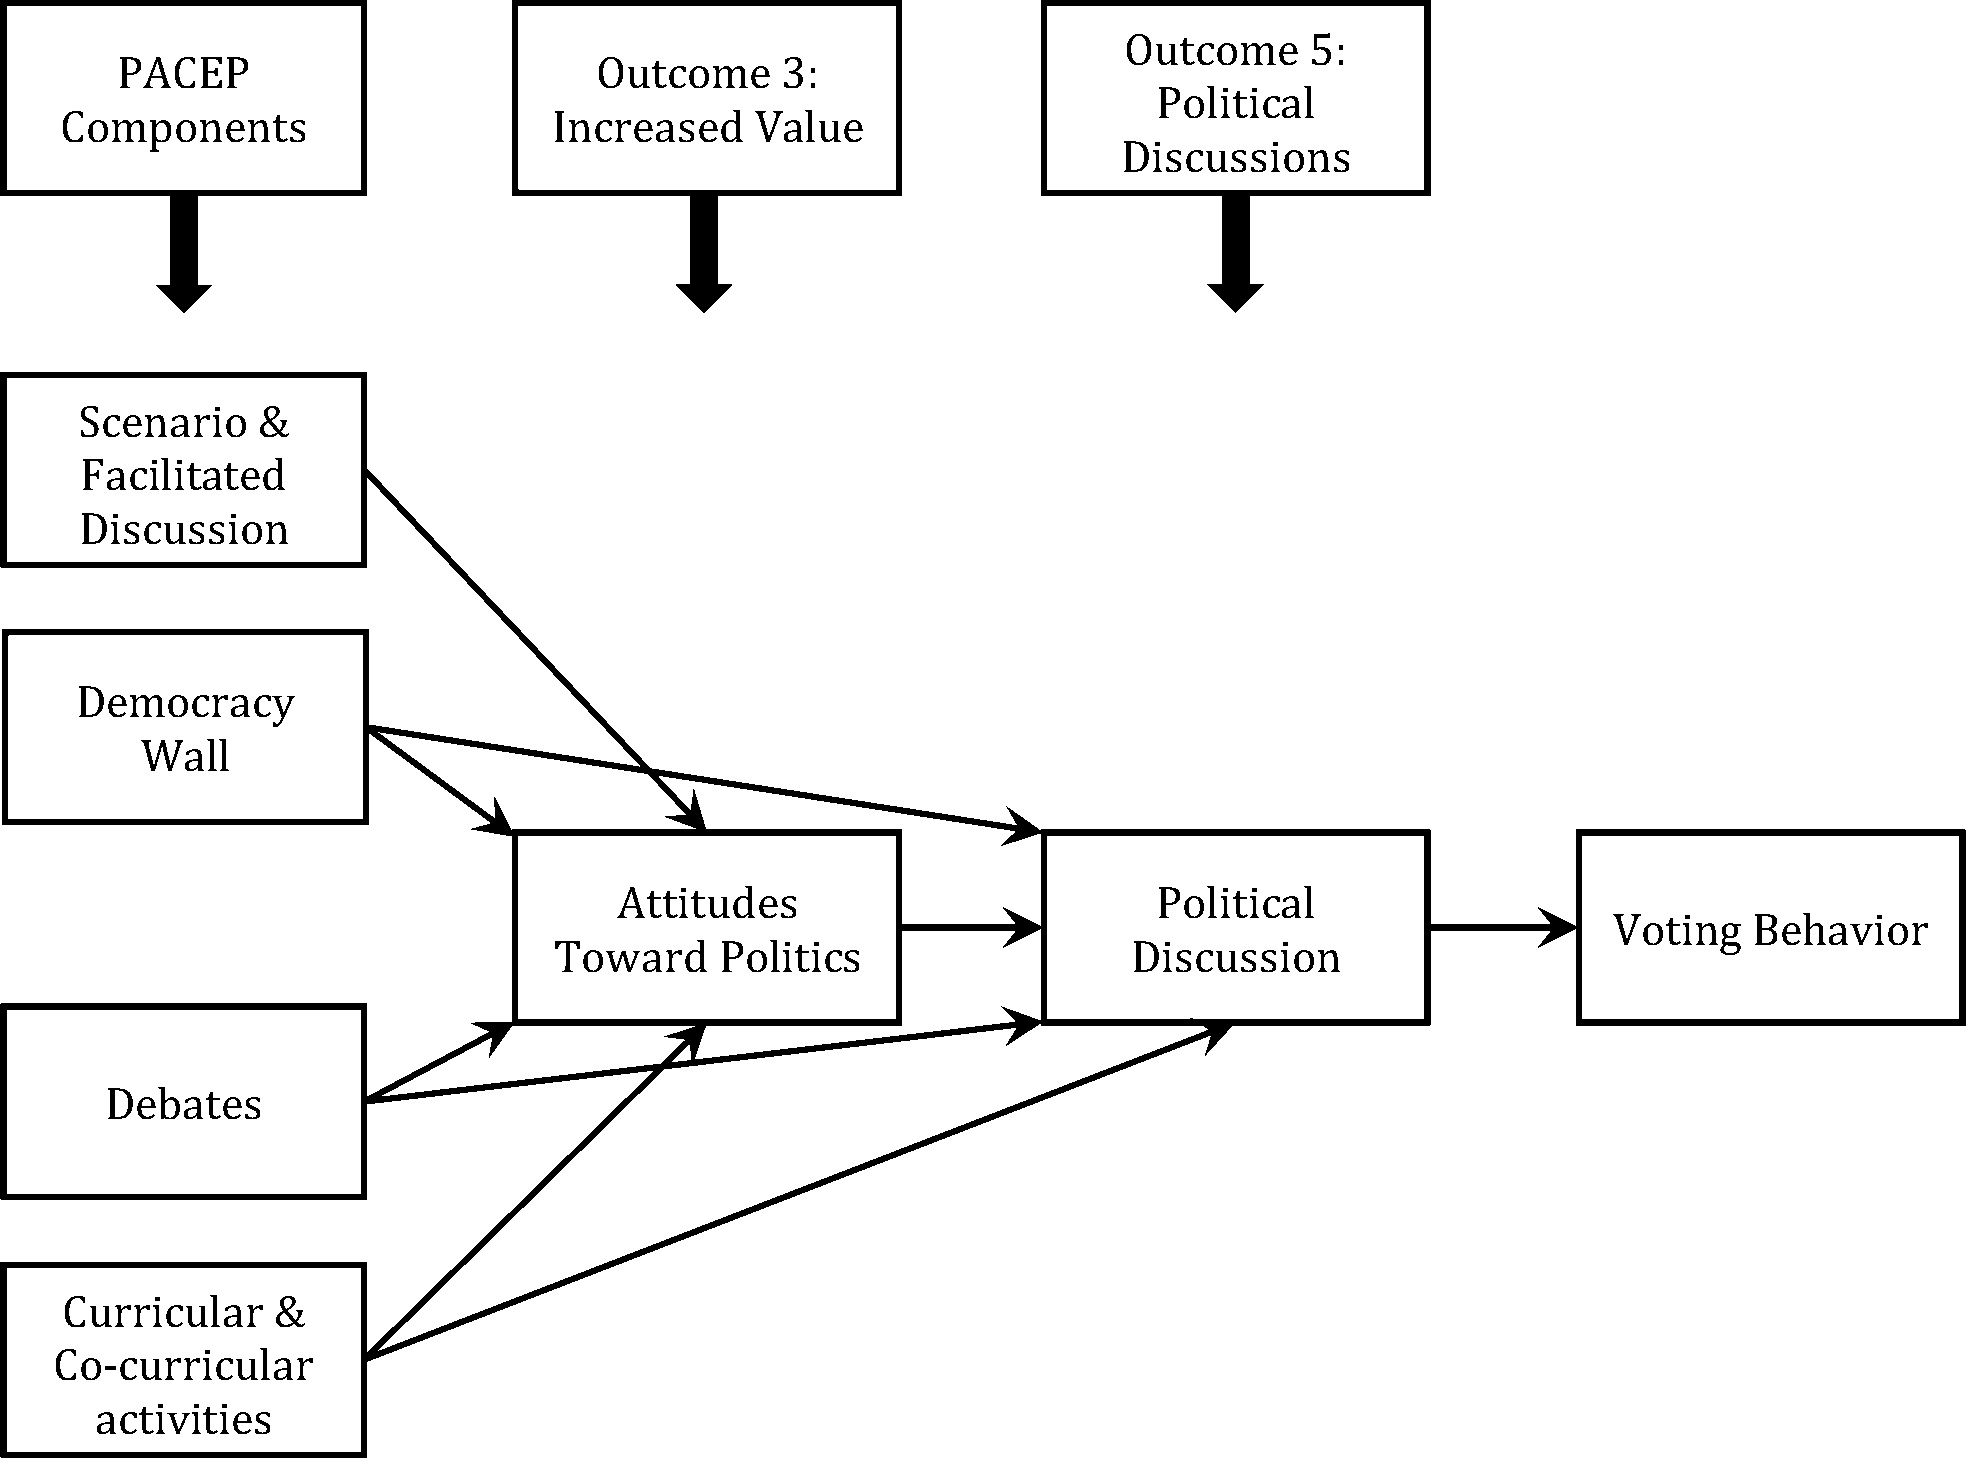 PACEP
Components
Outcome 3:
Increased Value
Outcome 5:
Political
Discussions
Scenario &
Facilitated
Discussion
Democracy
Wall
Attitudes
Toward Politics
Political
Discussion
Voting Behavior
Debates
Curricular &
Co-curricular
activities